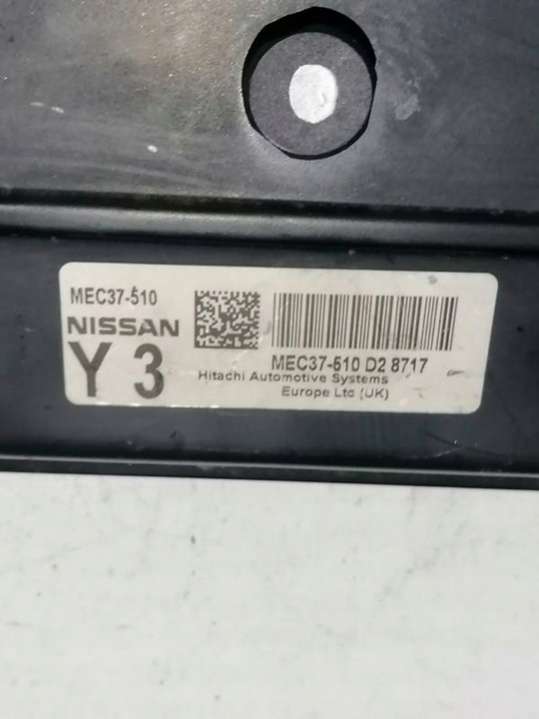 MEC37-510
NISSAN
Y 3
MEC37-510 D2 8717
Hitachi Automotive Systems
Europe Ltd (UK)